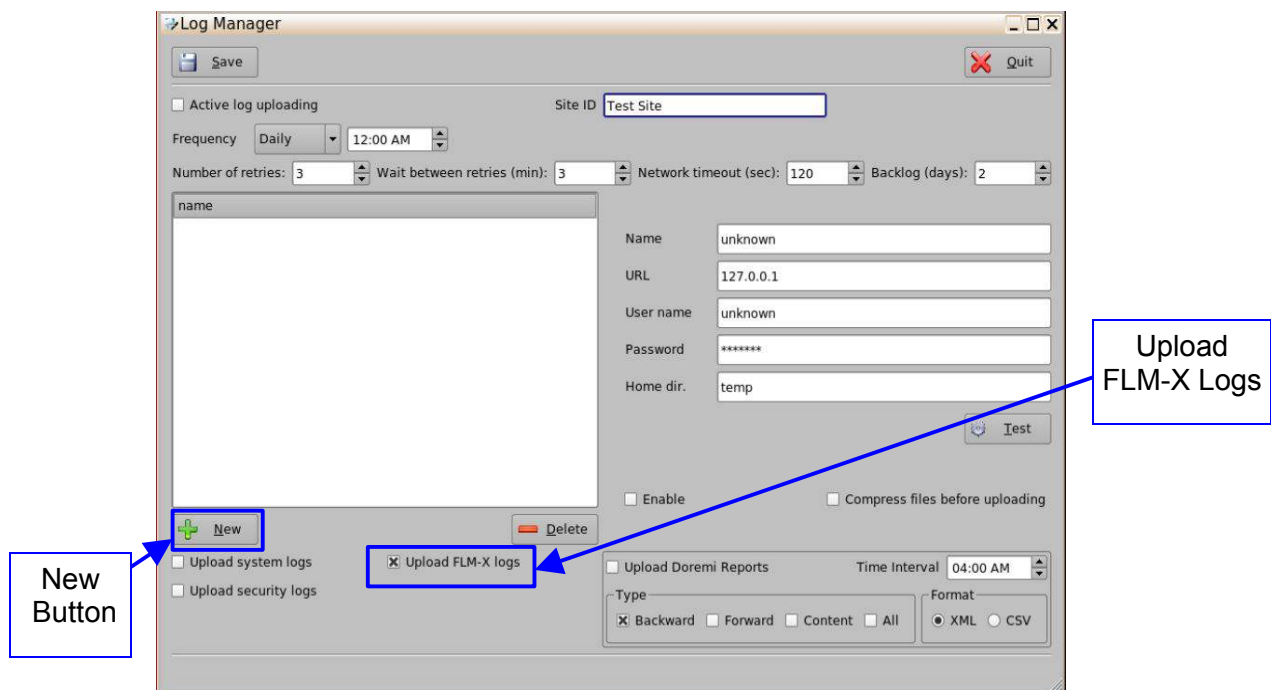 Log Manager
Save
Quit
Active log uploading
Site ID Test Site
Frequency Daily 12:00 AM
Number of retries: 3 Wait between retries (min): 3 Network timeout (sec): 120 Backlog (days): 2
name
Name unknown
URL 127.0.0.1
User name unknown
Password *******
Home dir. temp
Test
Enable
Compress files before uploading
New
Delete
Upload system logs
Upload FLM-X logs
Upload security logs
Upload Doremi Reports
Time Interval 04:00 AM
Type
Backward Forward Content All
Format
XML CSV
New
Button
Upload
FLM-X Logs